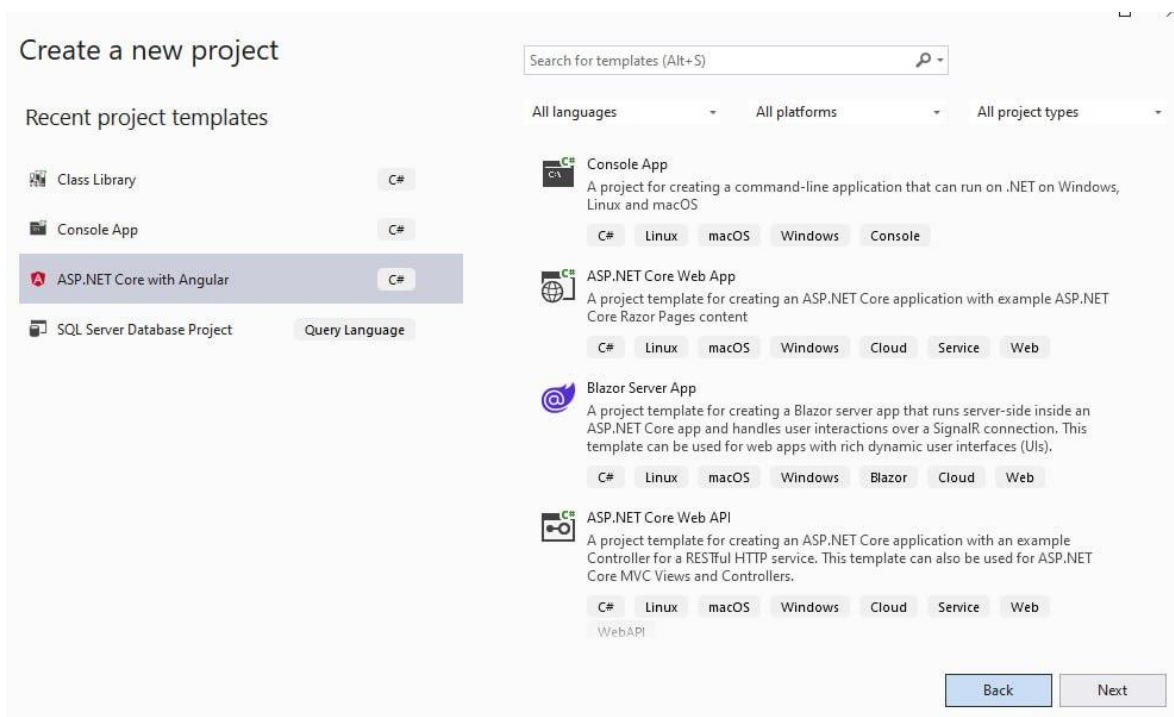 Create a new project
Search for templates (Alt+S)
Recent project templates
All languages
All platforms
All project types
Class Library
C#
Console App
C#
ASP.NET Core with Angular
C#
SQL Server Database Project
Query Language
C#
C:\
Console App
A project for creating a command-line application that can run on .NET on Windows,
Linux and macOS
C# Linux macOS Windows Console
C#
ASP.NET Core Web App
A project template for creating an ASP.NET Core application with example ASP.NET
Core Razor Pages content
C# Linux macOS Windows Cloud Service Web
@
Blazor Server App
A project template for creating a Blazor server app that runs server-side inside an
ASP.NET Core app and handles user interactions over a SignalR connection. This
template can be used for web apps with rich dynamic user interfaces (UIs).
C# Linux macOS Windows Blazor Cloud Web
C#
ASP.NET Core Web API
A project template for creating an ASP.NET Core application with an example
Controller for a RESTful HTTP service. This template can also be used for ASP.NET
Core MVC Views and Controllers.
C# Linux macOS Windows Cloud Service Web
WebAPI
Back
Next